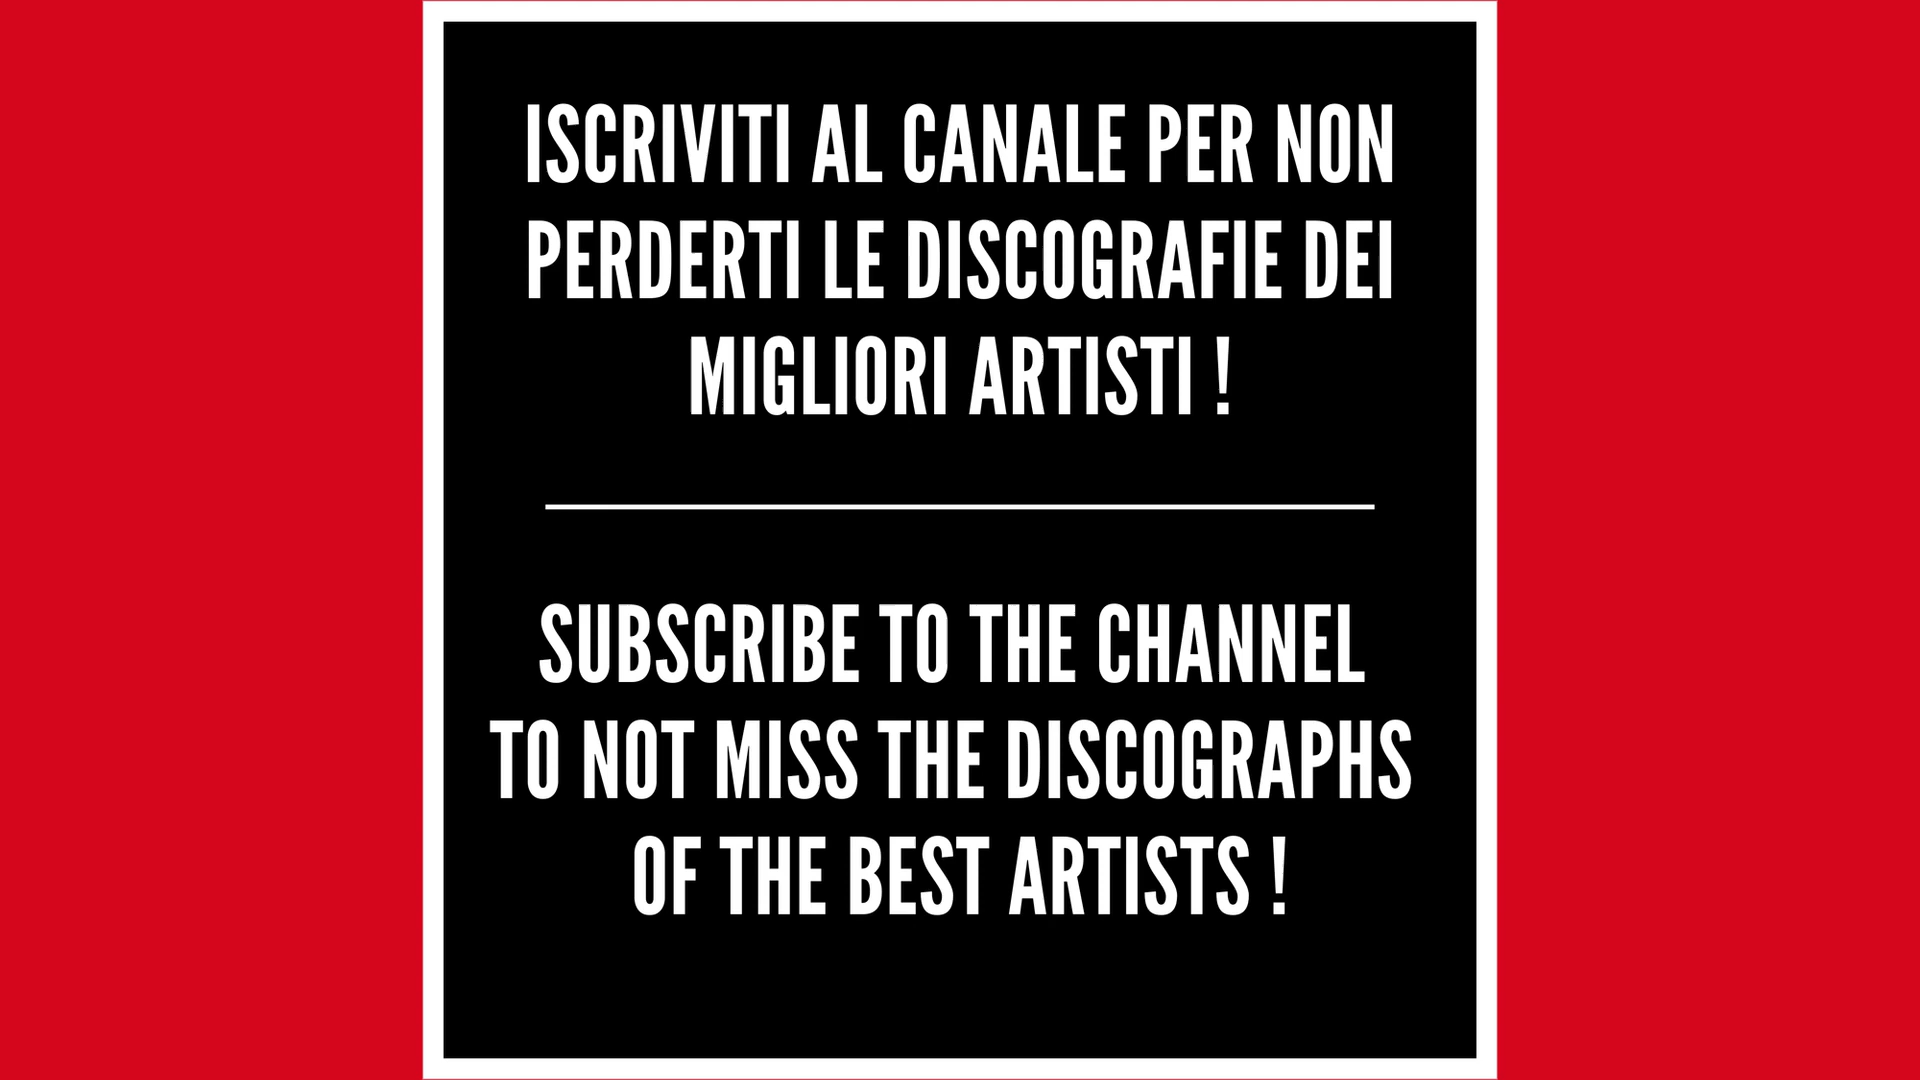 ISCRIVITI AL CANALE PER NON
PERDERTI LE DISCOGRAFIE DEI
MIGLIORI ARTISTI !
SUBSCRIBE TO THE CHANNEL
TO NOT MISS THE DISCOGRAPHS
OF THE BEST ARTISTS !